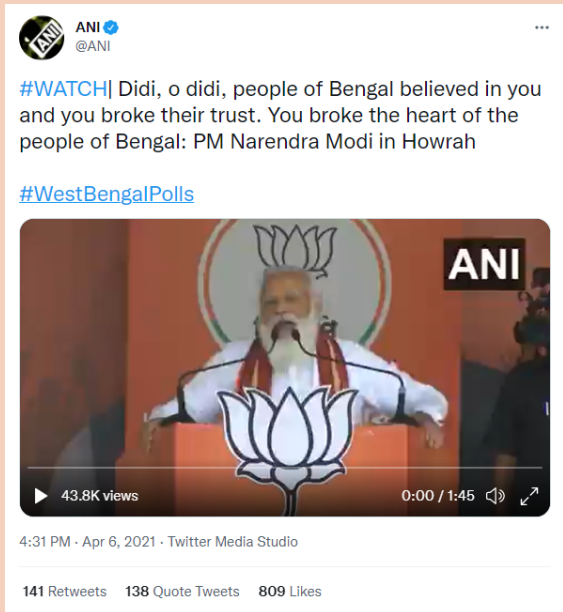 ANI
@ANI
#WATCH| Didi, o didi, people of Bengal believed in you
and you broke their trust. You broke the heart of the
people of Bengal: PM Narendra Modi in Howrah
#WestBengalPolls
ANI
43.8K views
0:00 / 1:45
4:31 PM · Apr 6, 2021 · Twitter Media Studio
141 Retweets 138 Quote Tweets 809 Likes